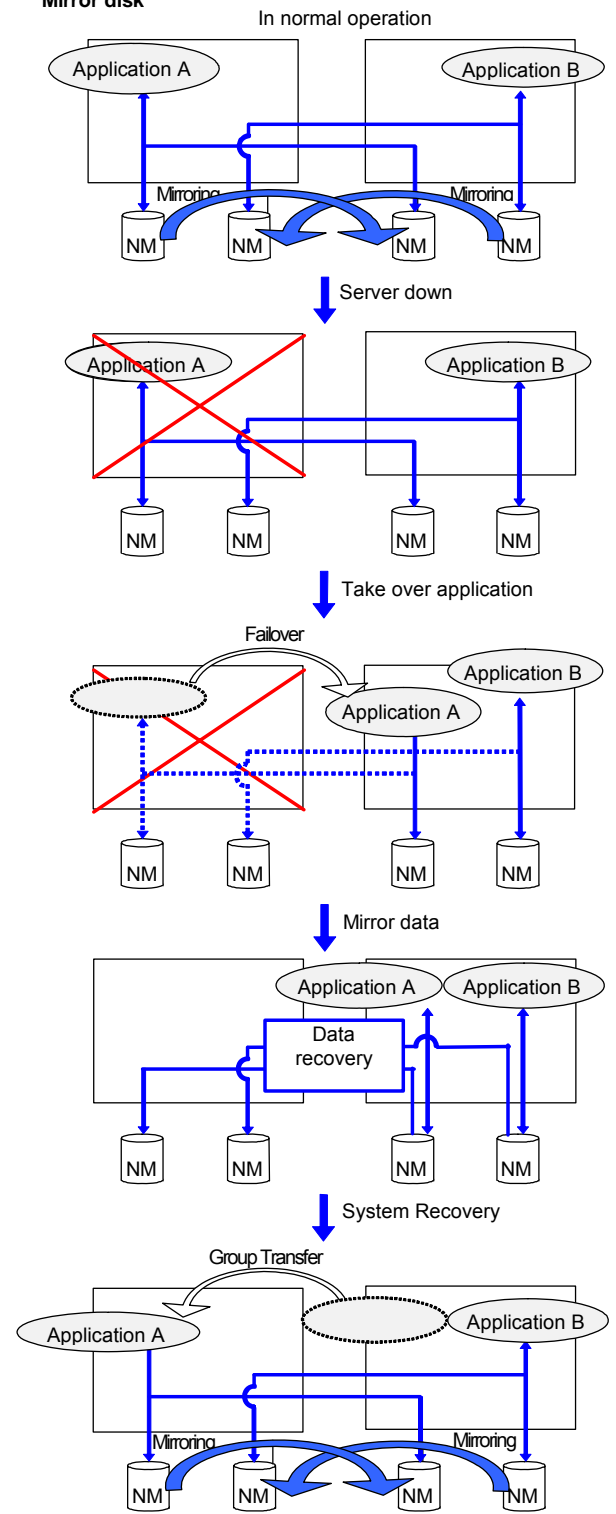 Mirror disk
In normal operation
Application A
Application B
Mirroring
Mirroring
NM
NM
NM
NM
Server down
Application A
Application B
NM
NM
NM
NM
Take over application
Failover
Application B
Application A
NM
NM
NM
NM
Mirror data
Application A
Application B
Data
recovery
NM
NM
NM
NM
System Recovery
Group Transfer
Application A
Application B
Mirroring
Mirroring
NM
NM
NM
NM